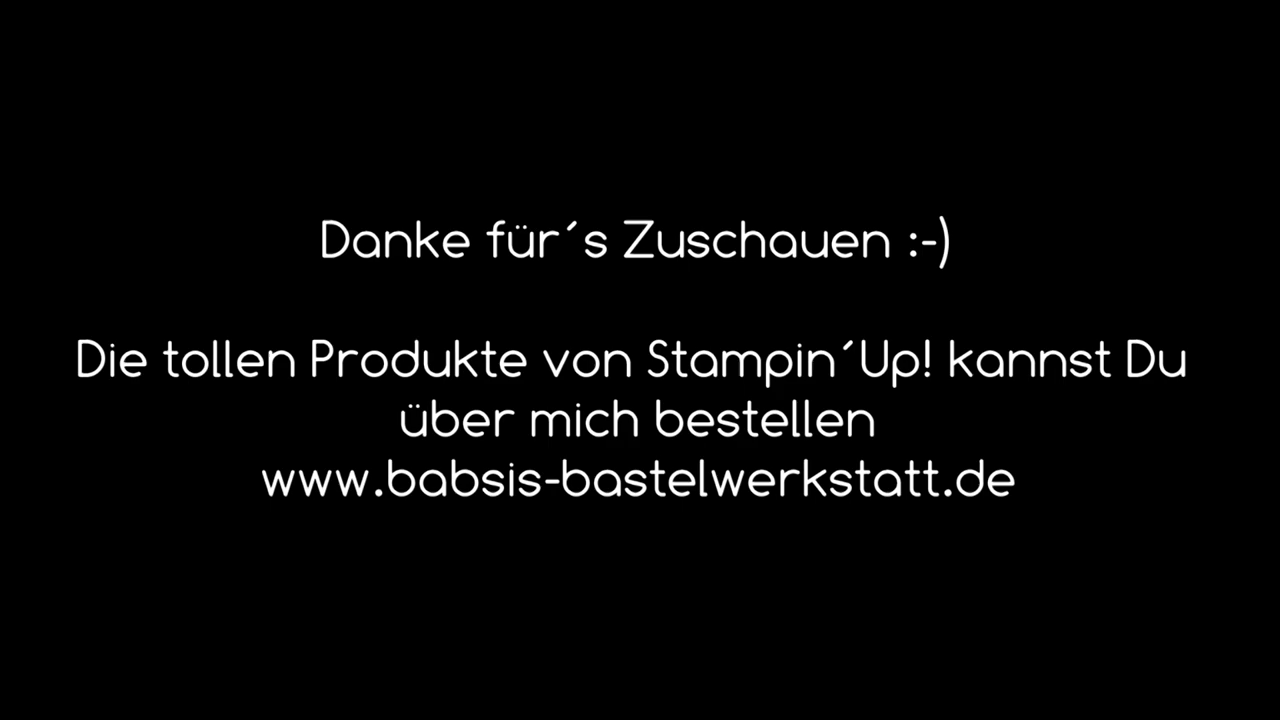 Danke für´s Zuschauen :-)
Die tollen Produkte von Stampin´Up! kannst Du
über mich bestellen
www.babsis-bastelwerkstatt.de